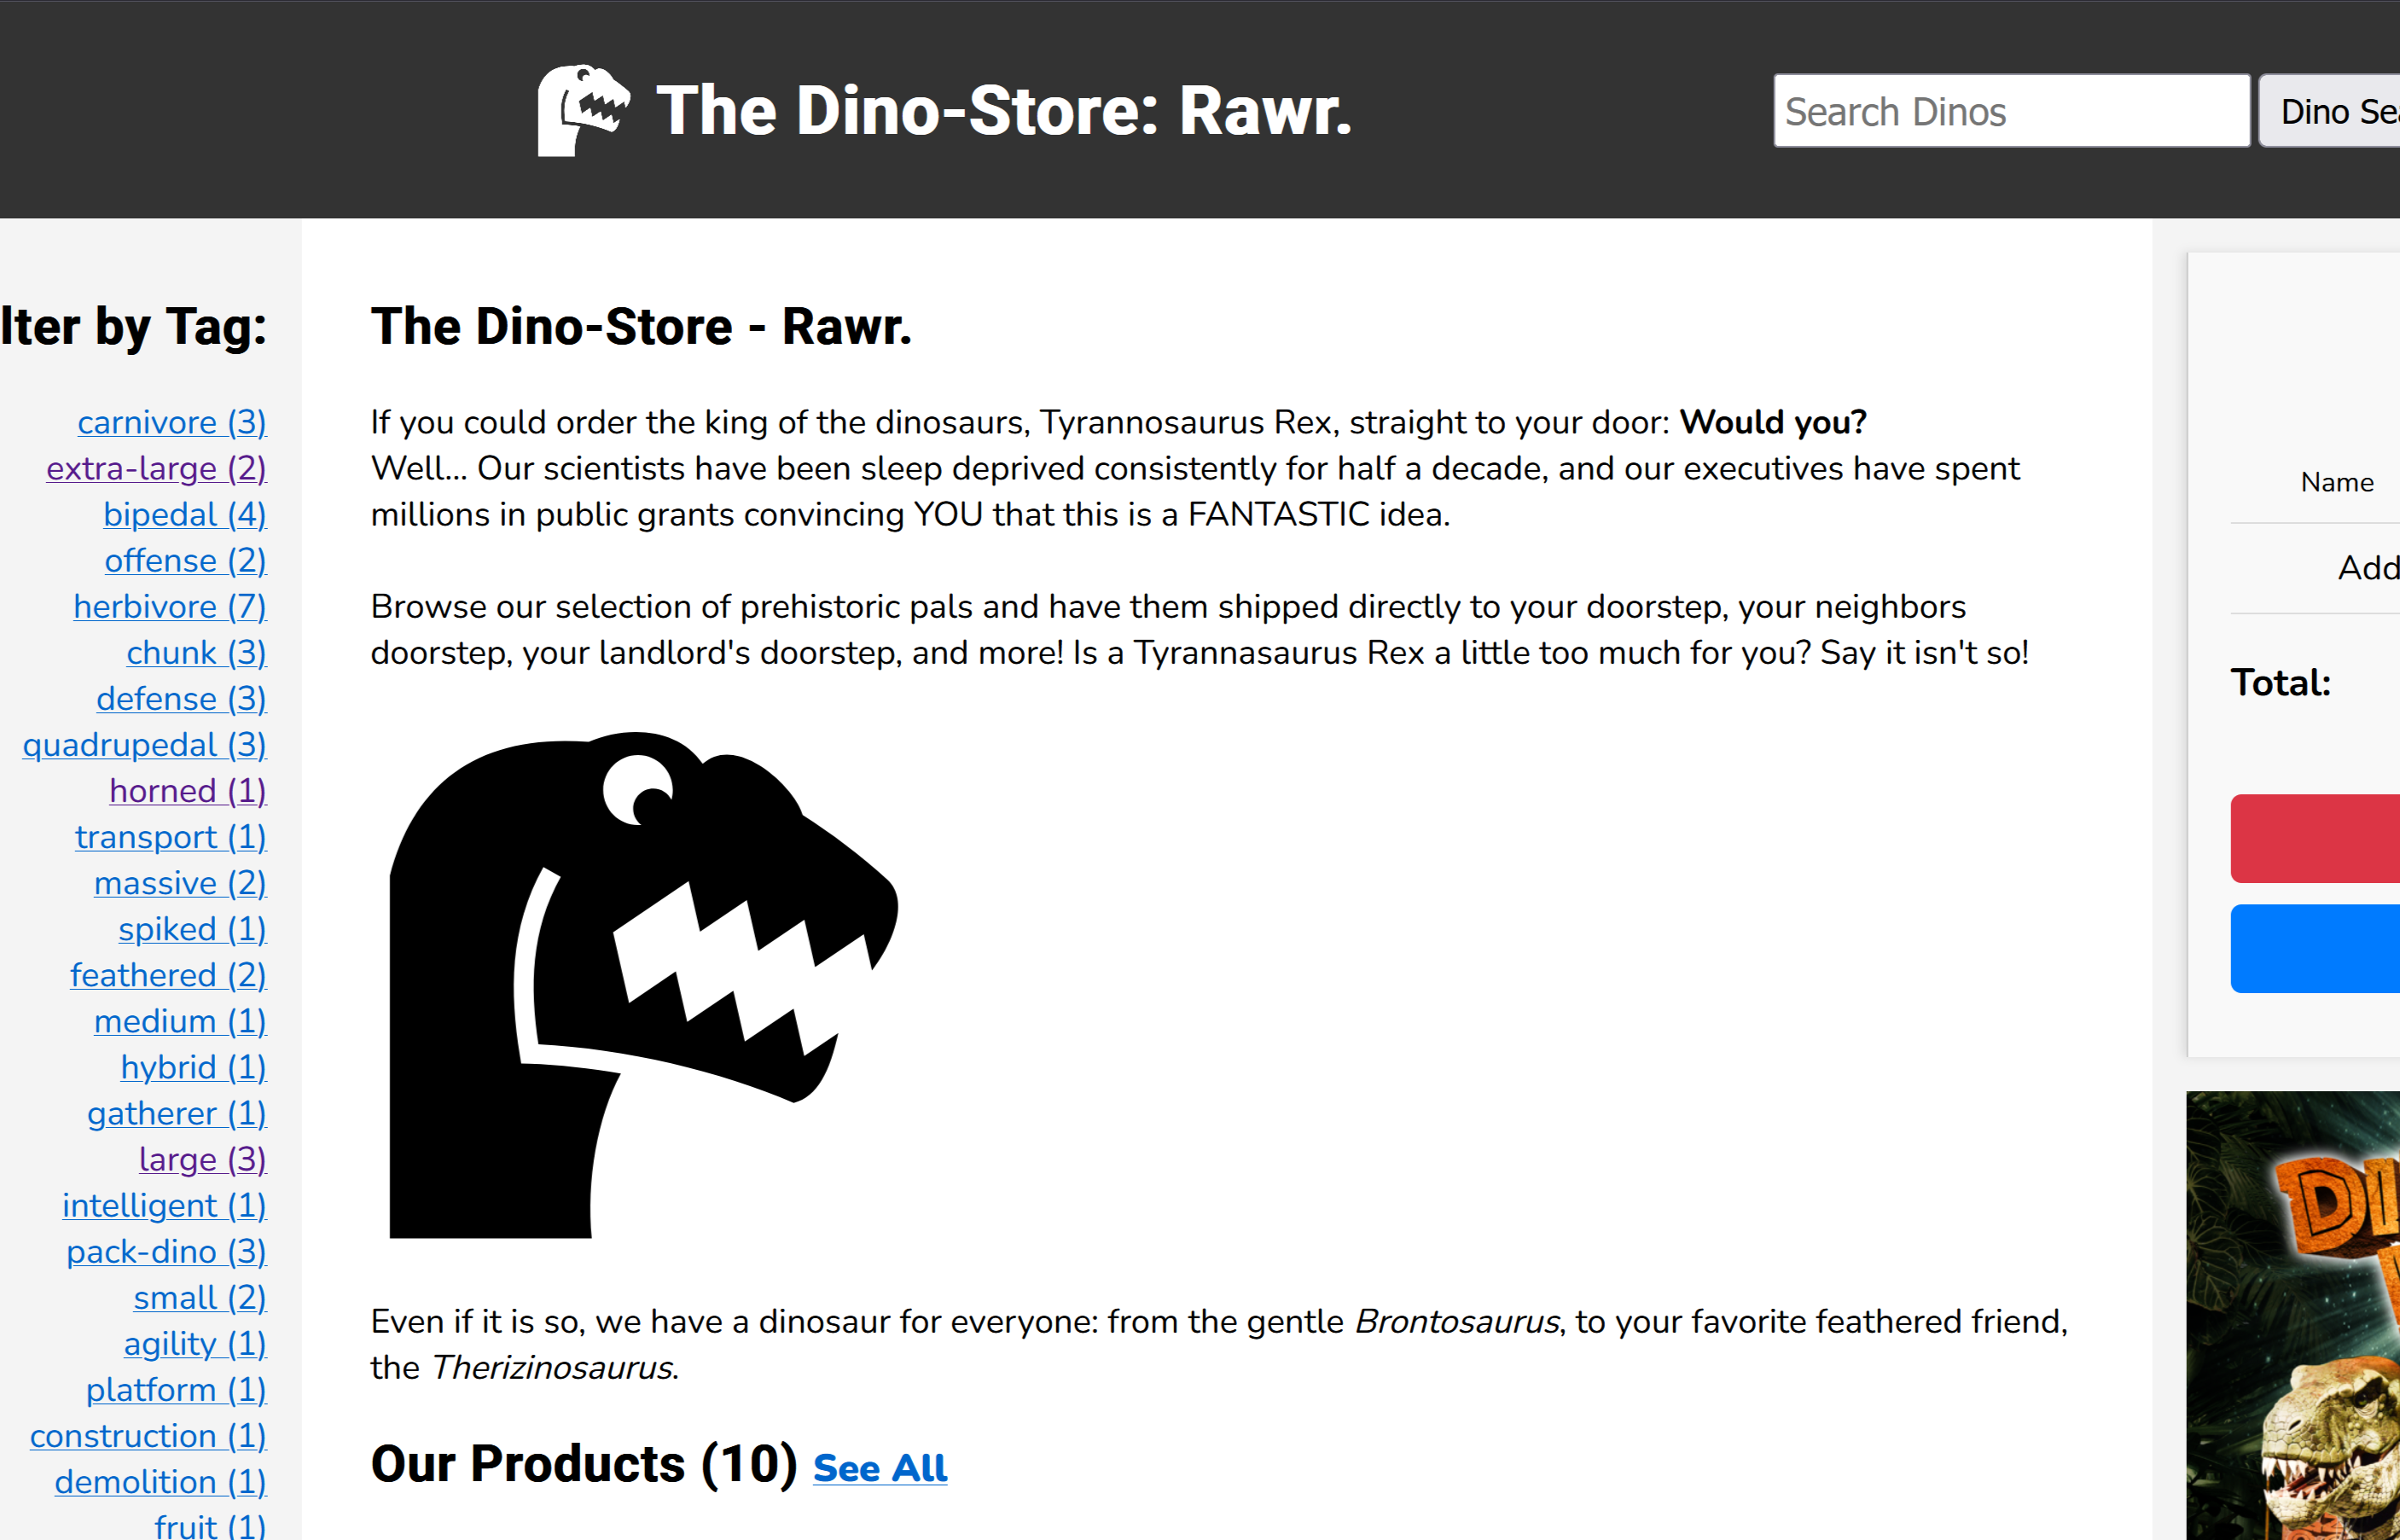 The Dino-Store: Rawr.
Search Dinos
Dino
lter by Tag:
carnivore (3)
extra-large (2)
bipedal (4)
offense (2)
herbivore (7)
chunk (3)
defense (3)
quadrupedal (3)
horned (1)
transport (1)
massive (2)
spiked (1)
feathered (2)
medium (1)
hybrid (1)
gatherer (1)
large (3)
intelligent (1)
pack-dino (3)
small (2)
agility (1)
platform (1)
construction (1)
demolition (1)
fruit (1)
The Dino-Store - Rawr.
If you could order the king of the dinosaurs, Tyrannosaurus Rex, straight to your door: Would you?
Well... Our scientists have been sleep deprived consistently for half a decade, and our executives have spent
millions in public grants convincing YOU that this is a FANTASTIC idea.
Browse our selection of prehistoric pals and have them shipped directly to your doorstep, your neighbors
doorstep, your landlord's doorstep, and more! Is a Tyrannasaurus Rex a little too much for you? Say it isn't so!
Even if it is so, we have a dinosaur for everyone: from the gentle Brontosaurus, to your favorite feathered friend,
the Therizinosaurus.
Our Products (10) See All
Name
Add
Total: